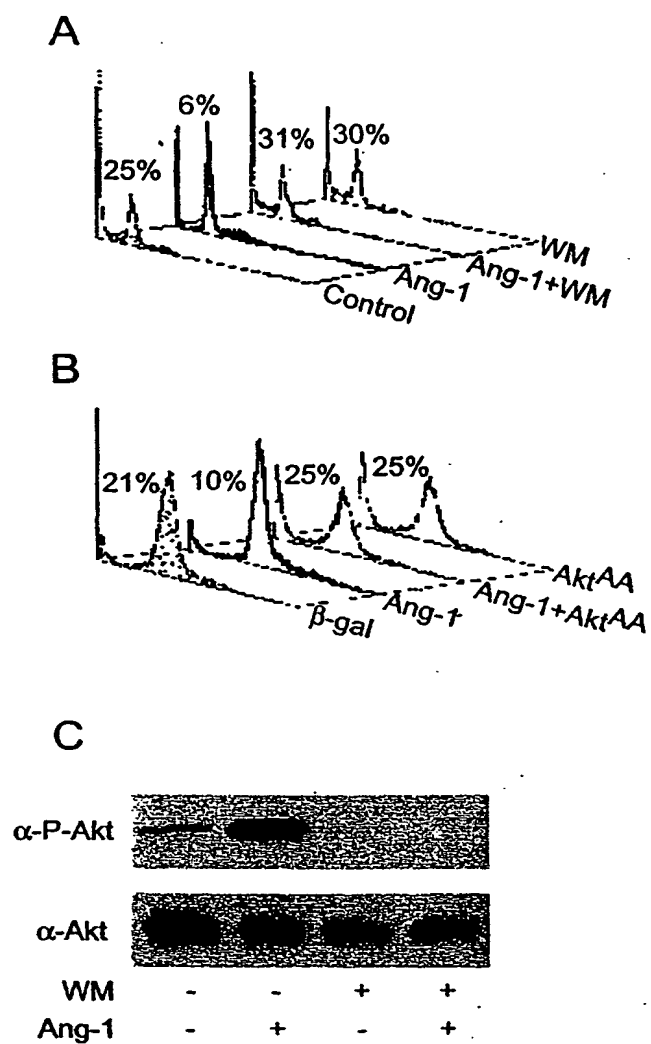 A
25%
6%
31%
30%
WM
Ang-1+WM
Ang-1
Control
B
21%
10%
25%
25%
AktAA
Ang-1+AktAA
Ang-1
β-gal
C
α-P-Akt
α-Akt
WM - - + +
Ang-1 - + - +